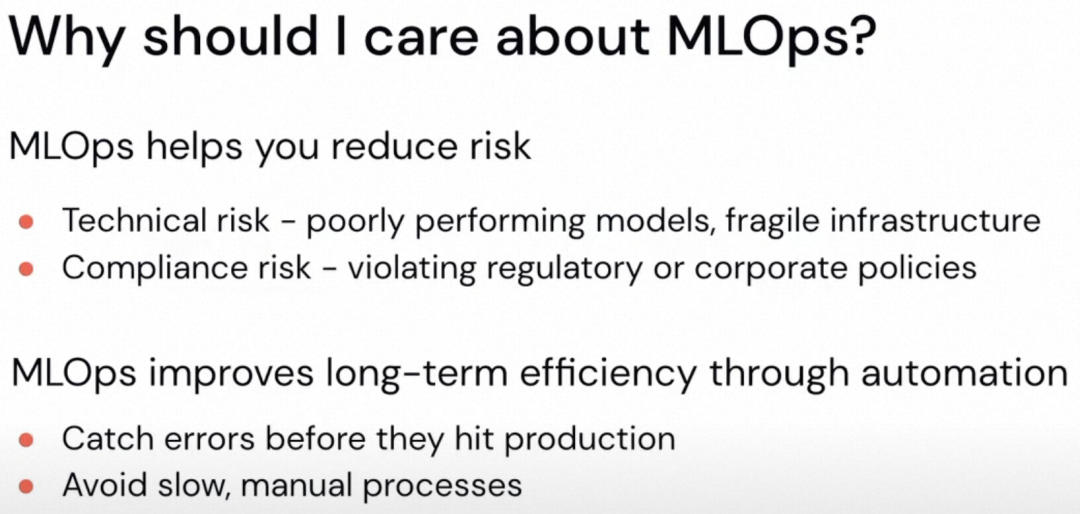 Why should I care about MLOps?
MLOps helps you reduce risk
• Technical risk – poorly performing models, fragile infrastructure
• Compliance risk – violating regulatory or corporate policies
MLOps improves long-term efficiency through automation
• Catch errors before they hit production
• Avoid slow, manual processes